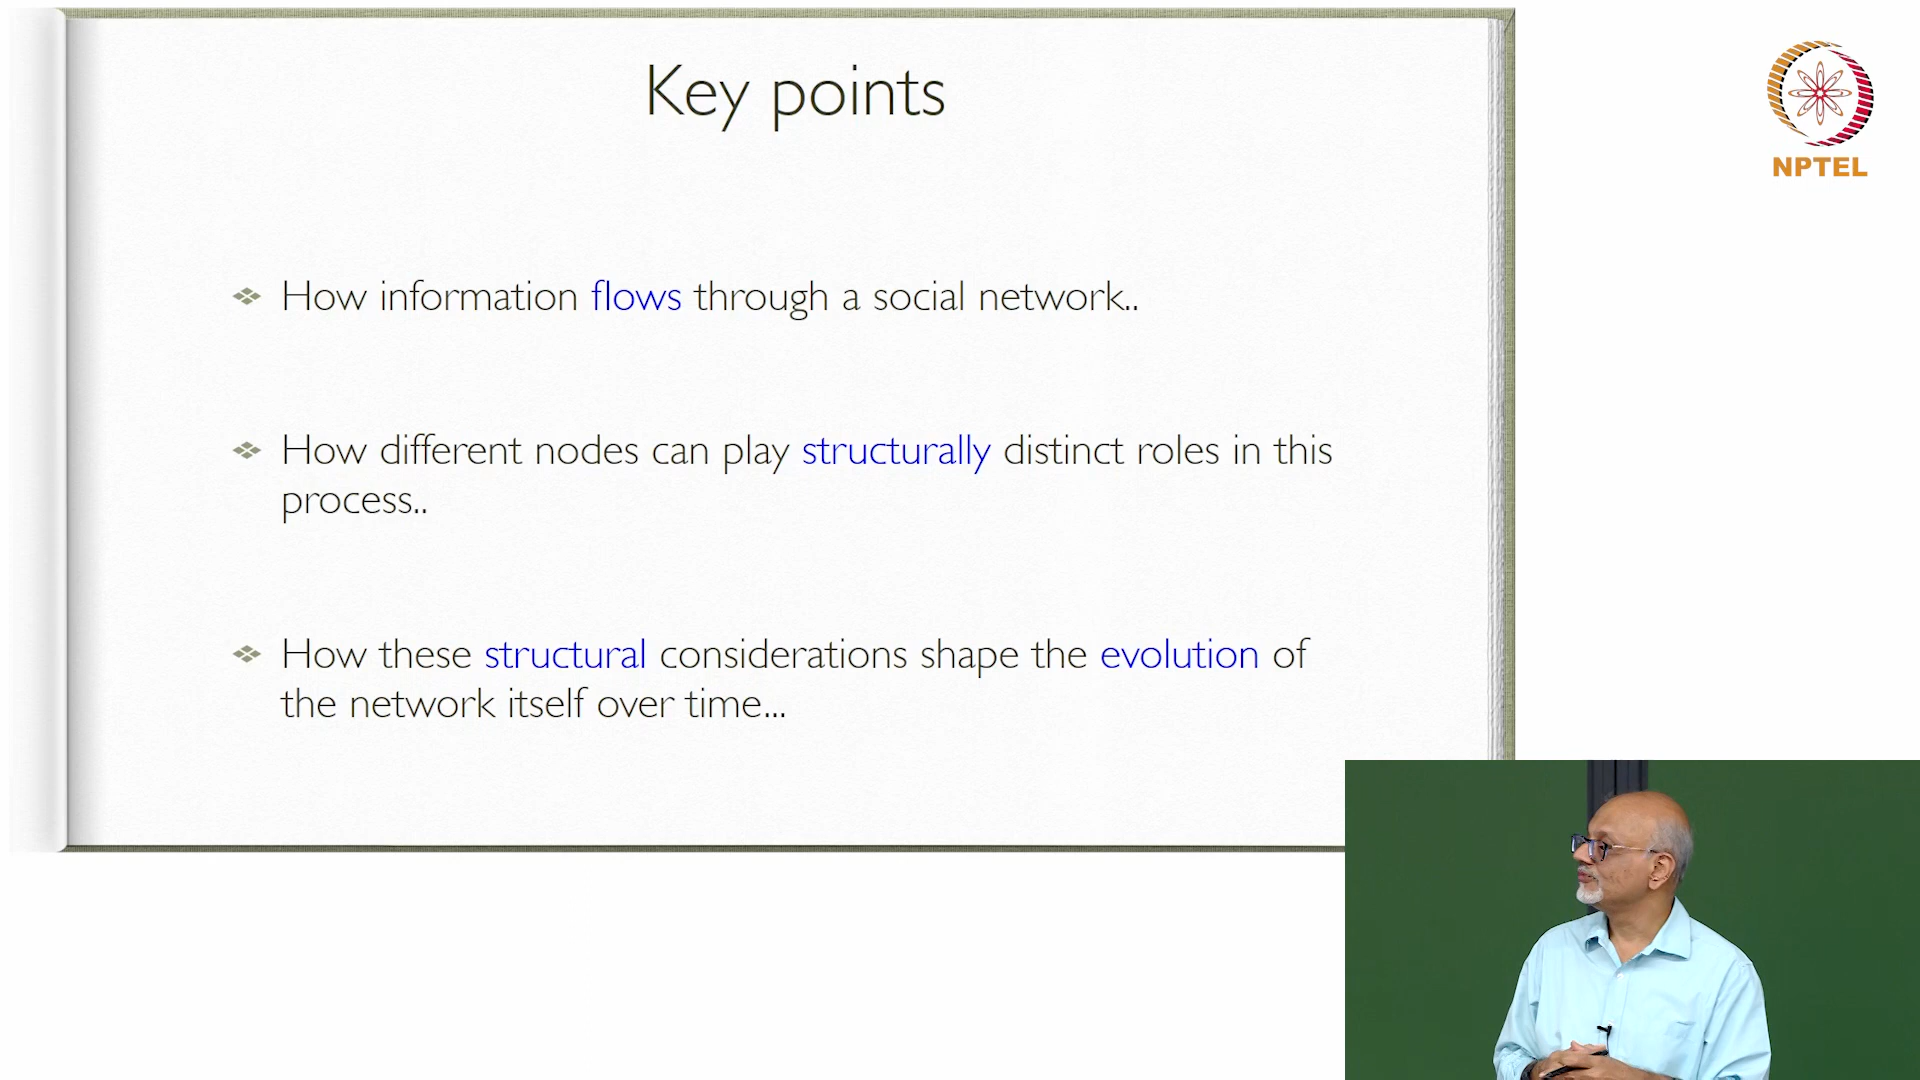 Key points
NPTEL
How information flows through a social network..
How different nodes can play structurally distinct roles in this
process..
How these structural considerations shape the evolution of
the network itself over time...